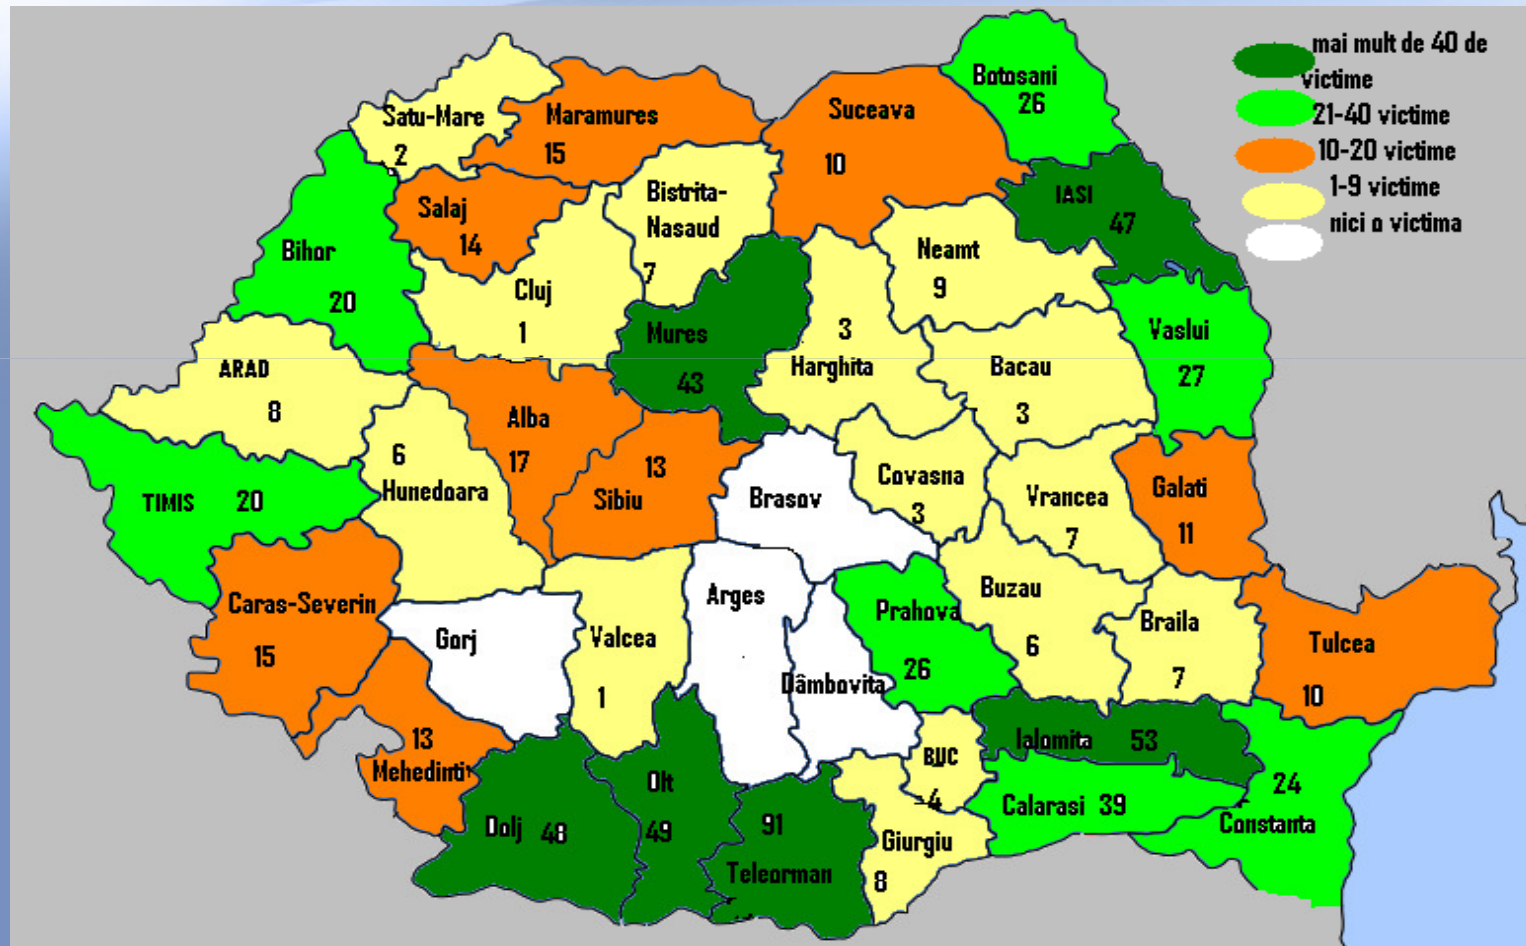 mai mult de 40 de
victime
21-40 victime
10-20 victime
1-9 victime
nici o victima
Botosani
26
Satu-Mare
2
Maramures
15
Suceava
10
IASI
47
Salaj
14
Bistrita-
Nasaud
7
Bihor
20
Cluj
1
Neamt
9
Mures
43
3
Harghita
Bacau
3
Vaslui
27
ARAD
8
Alba
17
6
Hunedoara
13
Sibiu
Brasov
Covasna
3
Vrancea
7
Galati
11
TIMIS 20
Caras-Severin
15
Gorj
Valcea
1
Arges
Dâmbovita
Prahova
26
Buzau
6
Braila
7
Tulcea
10
13
Mehedinti
Dolj 48
Olt
49
91
Teleorman
BUC
4
Giurgiu
8
Ialomita 53
Calarasi 39
24
Constanta